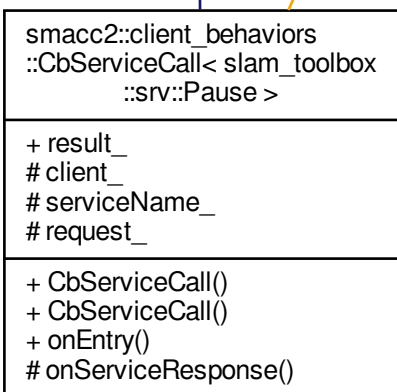 smacc2::client_behaviors
::CbServiceCall< slam_toolbox
::srv::Pause >
+ result_
# client_
# serviceName_
# request_
+ CbServiceCall()
+ CbServiceCall()
+ onEntry()
# onServiceResponse()